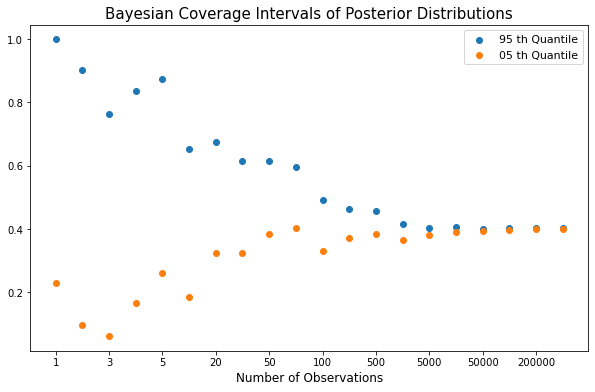 Bayesian Coverage Intervals of Posterior Distributions
95 th Quantile
05 th Quantile
1.0
0.8
0.6
0.4
0.2
1 3 5 20 50 100 500 5000 50000 200000
Number of Observations